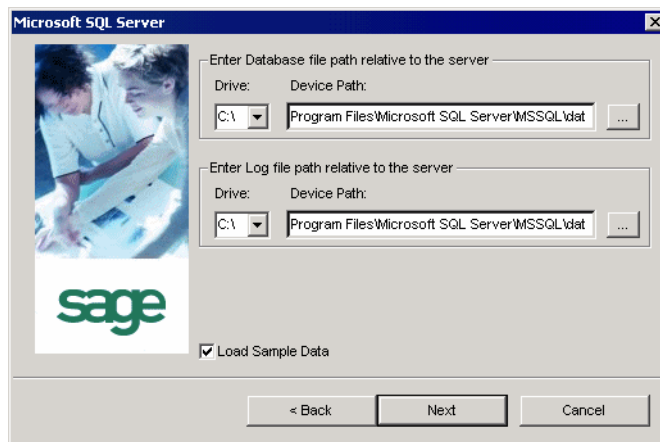 Microsoft SQL Server
Enter Database file path relative to the server
Drive: Device Path:
C:\ Program Files\Microsoft SQL Server\MSSQL\dat ...
Enter Log file path relative to the server
Drive: Device Path:
C:\ Program Files\Microsoft SQL Server\MSSQL\dat ...
sage
Load Sample Data
< Back Next Cancel